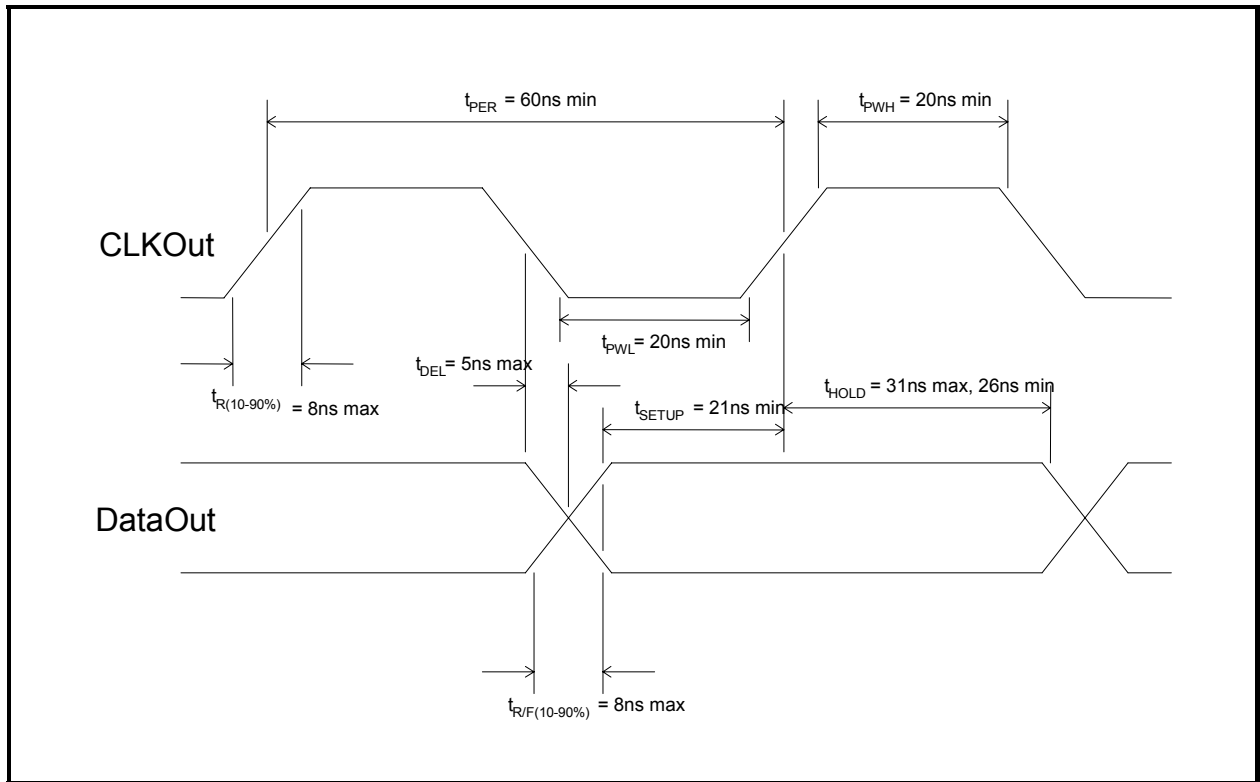 tPER = 60ns min
tPWH = 20ns min
CLKOut
tPWL= 20ns min
tDEL= 5ns max
tR(10-90%) = 8ns max
tHOLD = 31ns max, 26ns min
tSETUP = 21ns min
DataOut
tR/F(10-90%) = 8ns max